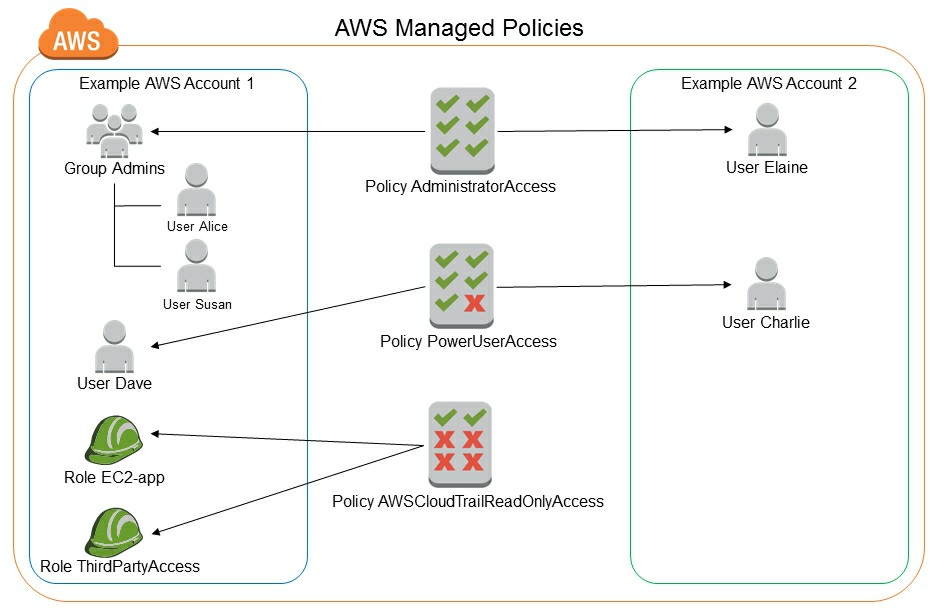 AWS Managed Policies
AWS
Example AWS Account 1
Example AWS Account 2
Group Admins
Policy AdministratorAccess
User Elaine
User Alice
User Susan
Policy PowerUserAccess
User Charlie
User Dave
Role EC2-app
Policy AWSCloudTrailReadOnlyAccess
Role ThirdPartyAccess